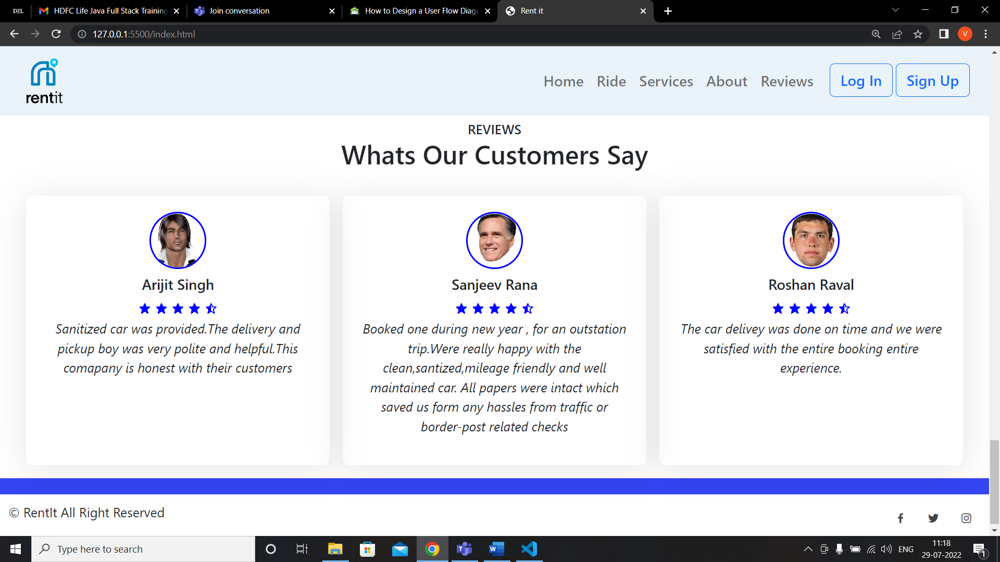 D2L
HDFC Life Java Full Stack Training
Join conversation
How to Design a User Flow Diagr
Rent it
127.0.0.1:5500/index.html
V
rentit
Home Ride Services About Reviews Log In Sign Up
REVIEWS
Whats Our Customers Say
Arijit Singh
Sanitized car was provided.The delivery and
pickup boy was very polite and helpful.This
comapany is honest with their customers
Sanjeev Rana
Booked one during new year , for an outstation
trip.Were really happy with the
clean,santized,mileage friendly and well
maintained car. All papers were intact which
saved us form any hassles from traffic or
border-post related checks
Roshan Raval
The car delivey was done on time and we were
satisfied with the entire booking entire
experience.
© RentIt All Right Reserved
Type here to search
ENG
11:18
29-07-2022
1